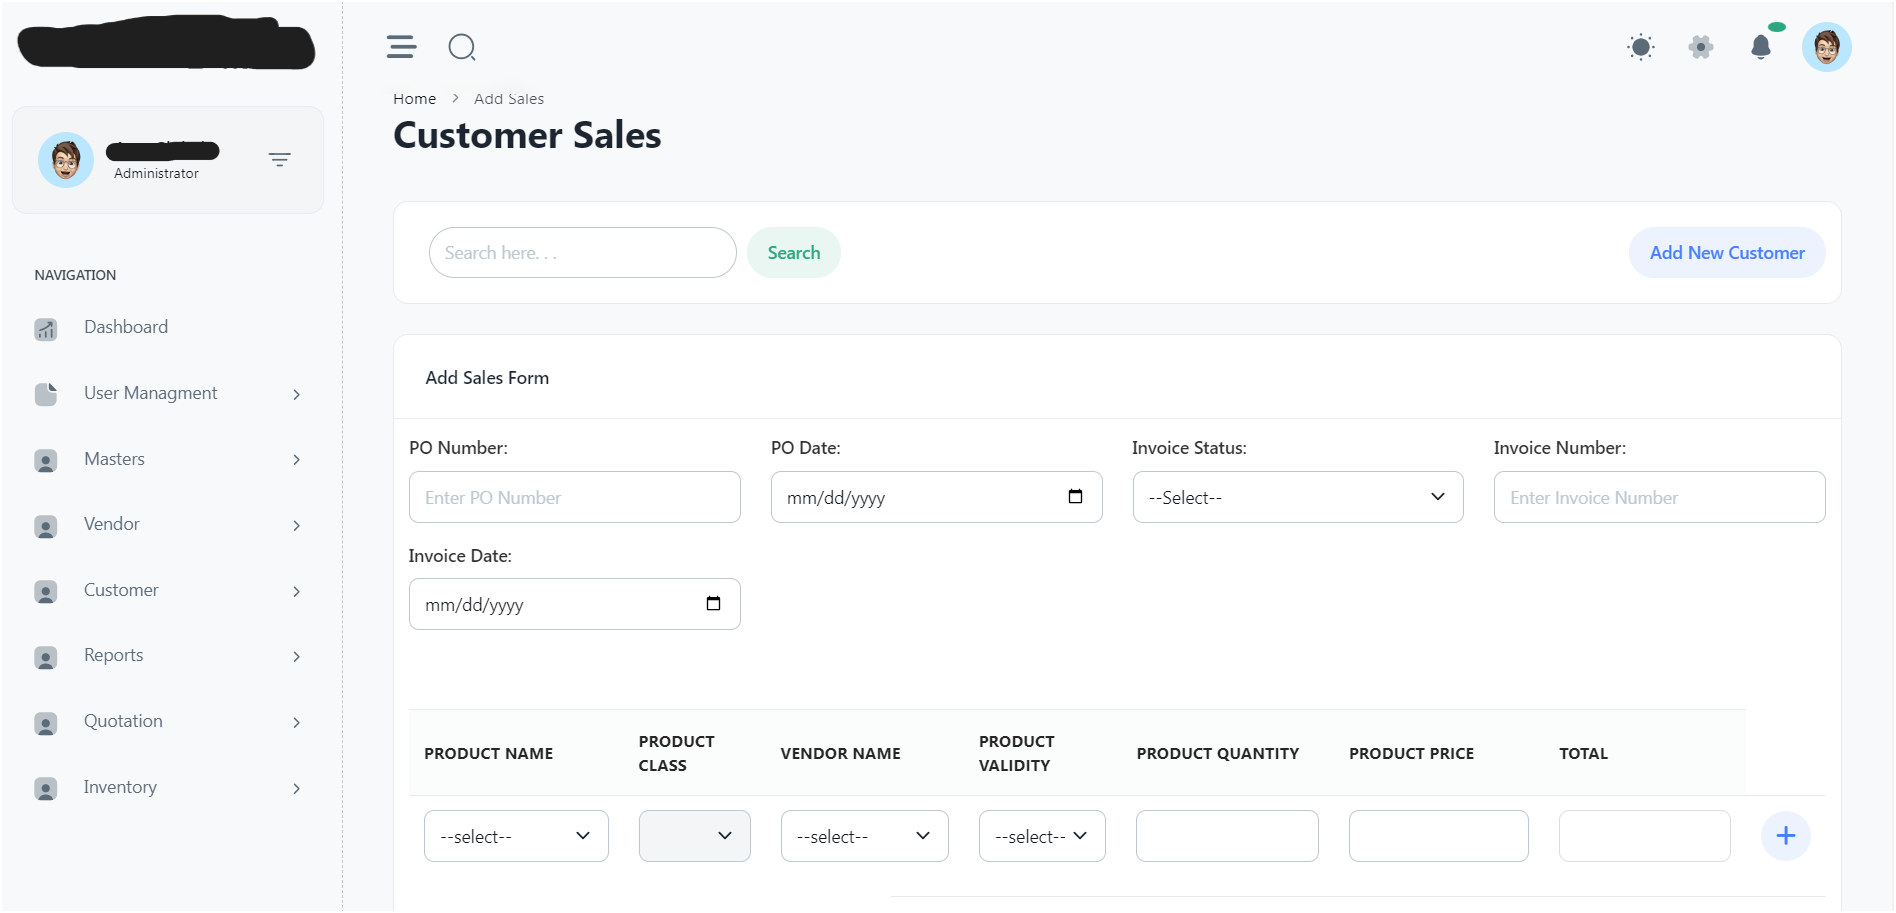 Administrator
NAVIGATION
Dashboard
User Managment
Masters
Vendor
Customer
Reports
Quotation
Inventory
Home > Add Sales
Customer Sales
Search here. . .
Search
Add New Customer
Add Sales Form
PO Number:
PO Date:
Invoice Status:
Invoice Number:
Enter PO Number
mm/dd/yyyy
--Select--
Enter Invoice Number
Invoice Date:
mm/dd/yyyy
PRODUCT NAME
PRODUCT
CLASS
VENDOR NAME
PRODUCT
VALIDITY
PRODUCT QUANTITY
PRODUCT PRICE
TOTAL
--select--
--select--
--select--